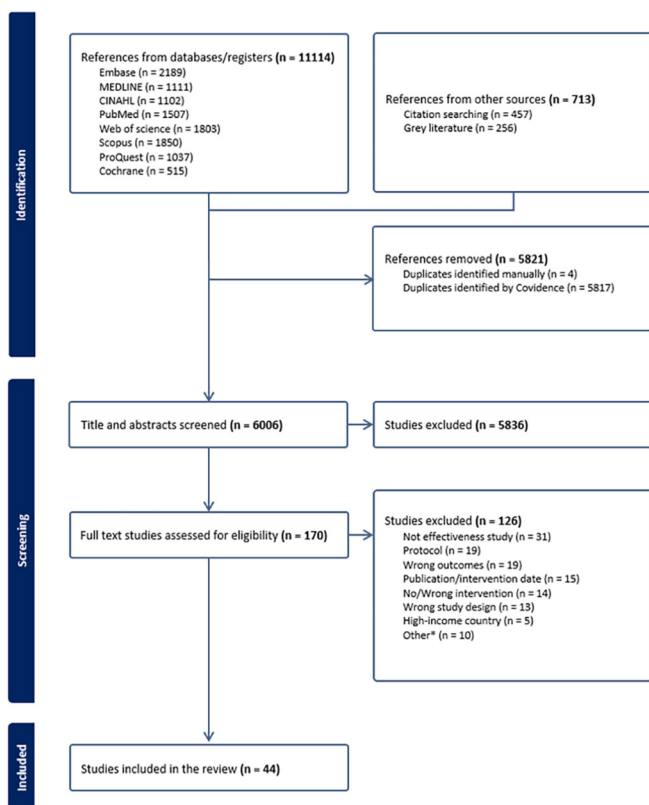 Identification
References from databases/registers (n = 11114)
Embase (n = 2189)
MEDLINE (n = 1111)
CINAHL (n = 1102)
PubMed (n = 1507)
Web of science (n = 1803)
Scopus (n = 1850)
ProQuest (n = 1037)
Cochrane (n = 515)
References from other sources (n = 713)
Citation searching (n = 457)
Grey literature (n = 256)
References removed (n = 5821)
Duplicates identified manually (n = 4)
Duplicates identified by Covidence (n = 5817)
Screening
Title and abstracts screened (n = 6006)
Studies excluded (n = 5836)
Full text studies assessed for eligibility (n = 170)
Studies excluded (n = 126)
Not effectiveness study (n = 31)
Protocol (n = 19)
Wrong outcomes (n = 19)
Publication/intervention date (n = 15)
No/Wrong intervention (n = 14)
Wrong study design (n = 13)
High-income country (n = 5)
Other* (n = 10)
Included
Studies included in the review (n = 44)